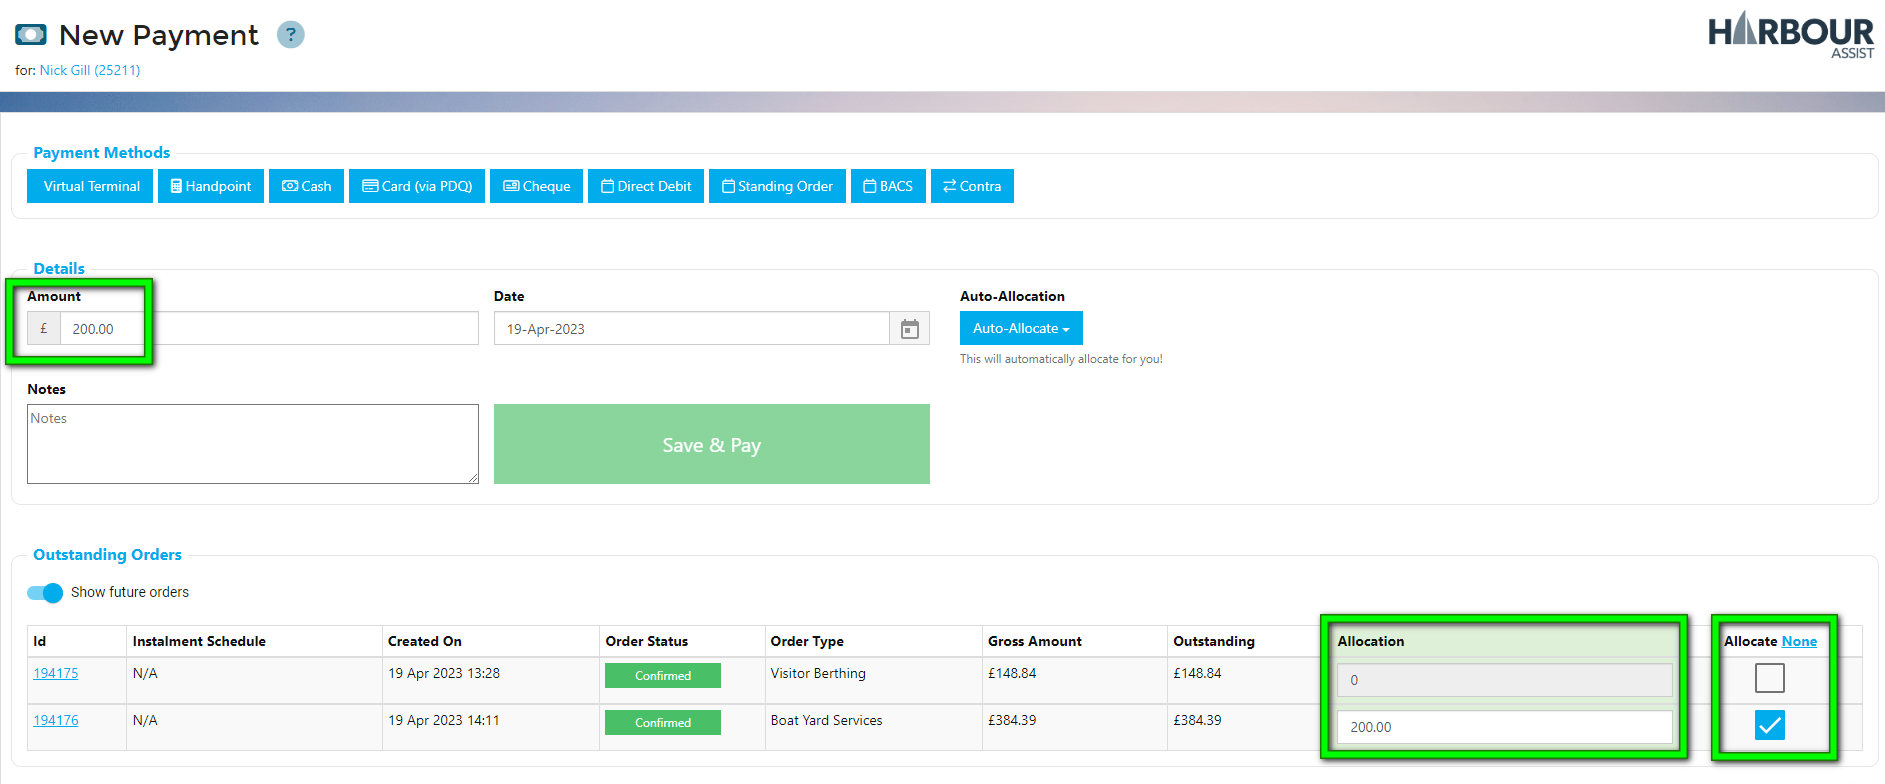 New Payment ?
HARBOUR
ASSIST
for: Nick Gill (25211)
Payment Methods
Virtual Terminal Handpoint Cash Card (via PDQ) Cheque Direct Debit Standing Order BACS Contra
Details
Amount Date Auto-Allocation
£ 200.00 19-Apr-2023 Auto-Allocate
This will automatically allocate for you!
Notes
Notes
Save & Pay
Outstanding Orders
Show future orders
Id Instalment Schedule Created On Order Status Order Type Gross Amount Outstanding Allocation Allocate None
194175 N/A 19 Apr 2023 13:28 Confirmed Visitor Berthing £148.84 £148.84 0
194176 N/A 19 Apr 2023 14:11 Confirmed Boat Yard Services £384.39 £384.39 200.00